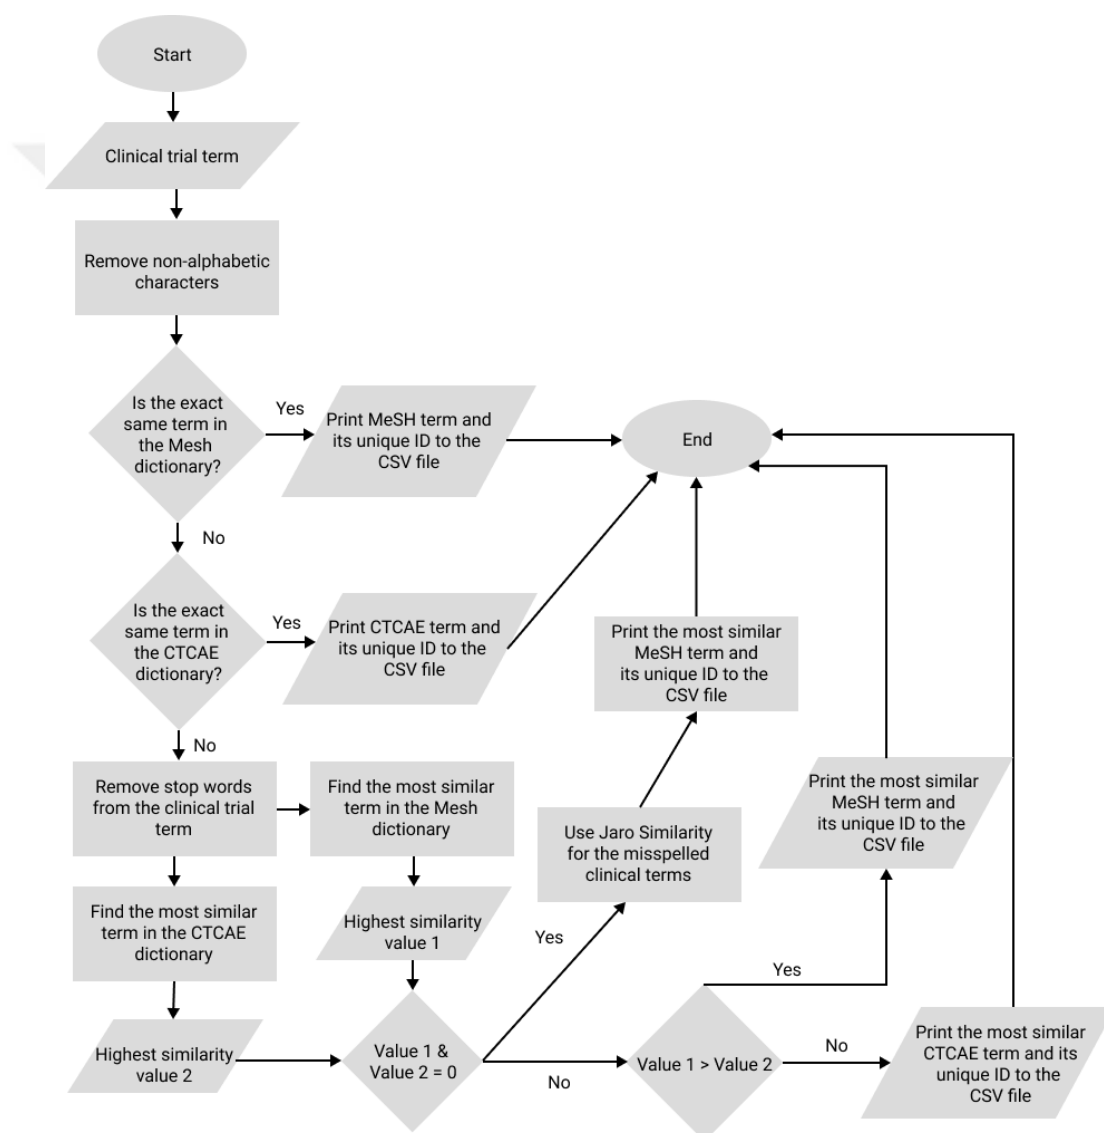 Start
Clinical trial term
Remove non-alphabetic
characters
Is the exact
same term in
the Mesh
dictionary?
Yes
Print MeSH term and
its unique ID to the
CSV file
End
No
Is the exact
same term in
the CTCAE
dictionary?
Yes
Print CTCAE term and
its unique ID to the
CSV file
Print the most similar
MeSH term and
its unique ID to the
CSV file
No
Remove stop words
from the clinical trial
term
Find the most similar
term in the Mesh
dictionary
Use Jaro Similarity
for the misspelled
clinical terms
Print the most similar
MeSH term and
its unique ID to the
CSV file
Find the most similar
term in the CTCAE
dictionary
Highest similarity
value 1
Yes
Yes
Highest similarity
value 2
Value 1 &
Value 2 = 0
No
Value 1 > Value 2
No
Print the most similar
CTCAE term and its
unique ID to the
CSV file